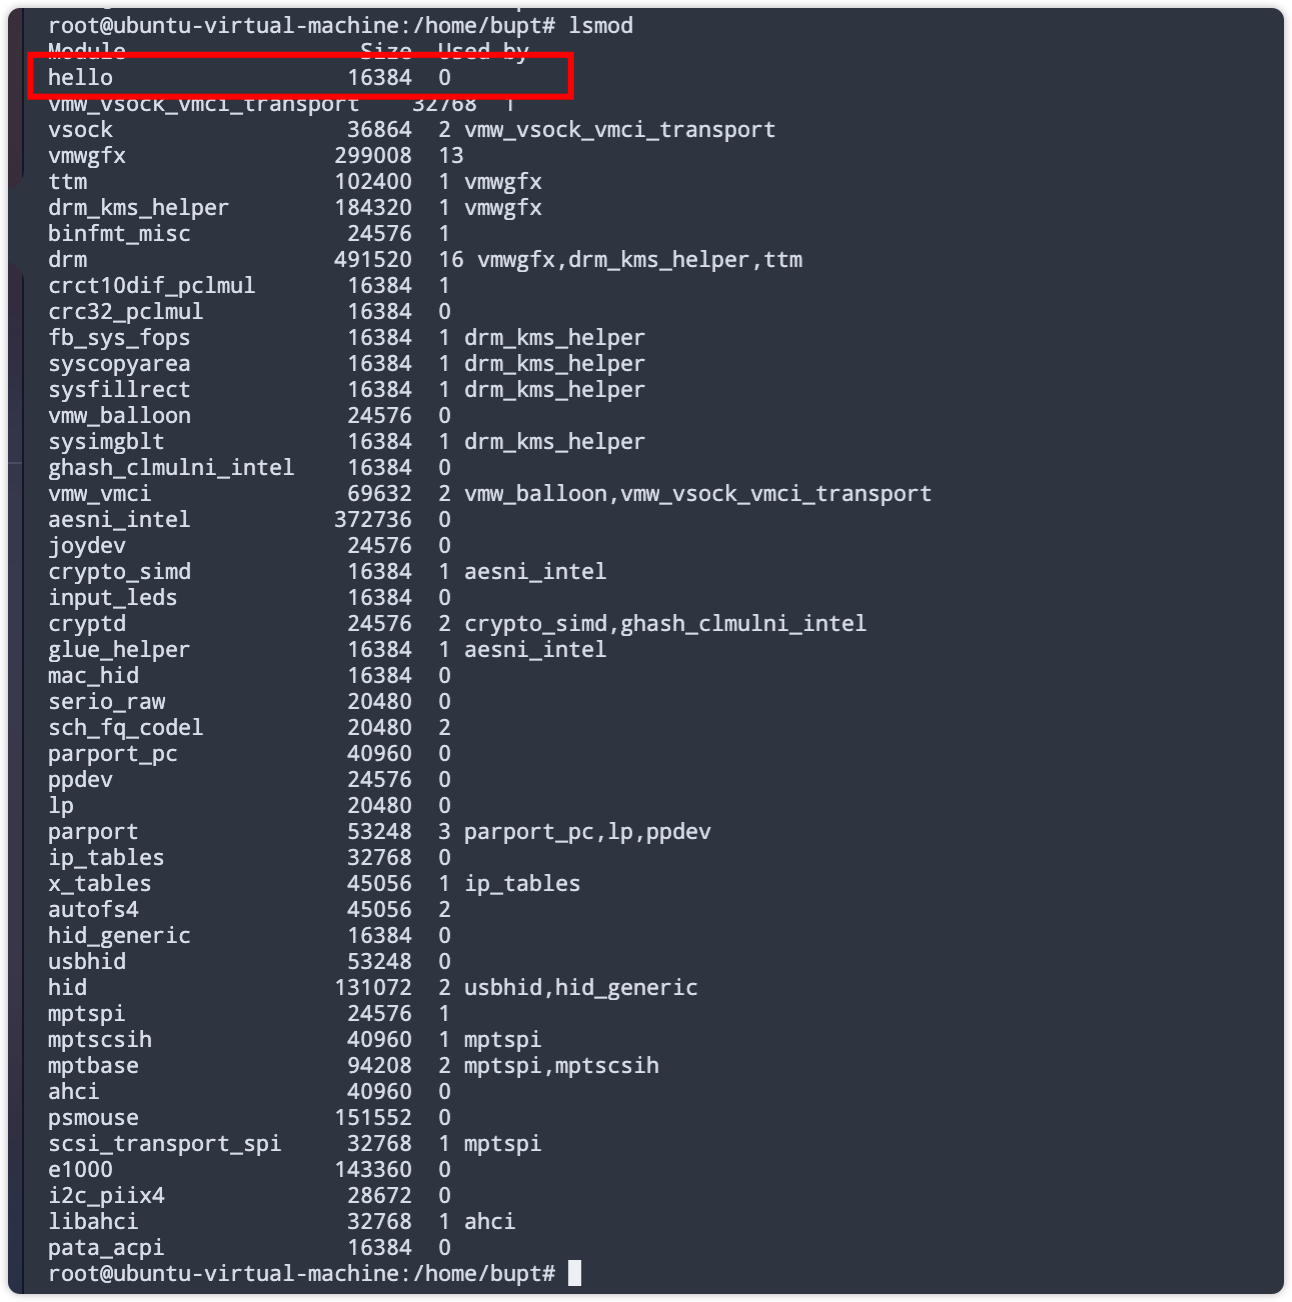 root@ubuntu-virtual-machine:/home/bupt# lsmod
Module                  Size  Used by
hello                  16384  0
vmw_vsock_vmci_transport    32768  1
vsock                  36864  2 vmw_vsock_vmci_transport
vmwgfx                299008  13
ttm                   102400  1 vmwgfx
drm_kms_helper        184320  1 vmwgfx
binfmt_misc            24576  1
drm                   491520  16 vmwgfx,drm_kms_helper,ttm
crct10dif_pclmul       16384  1
crc32_pclmul           16384  0
fb_sys_fops            16384  1 drm_kms_helper
syscopyarea            16384  1 drm_kms_helper
sysfillrect            16384  1 drm_kms_helper
vmw_balloon            24576  0
sysimgblt              16384  1 drm_kms_helper
ghash_clmulni_intel    16384  0
vmw_vmci               69632  2 vmw_balloon,vmw_vsock_vmci_transport
aesni_intel           372736  0
joydev                 24576  0
crypto_simd            16384  1 aesni_intel
input_leds             16384  0
cryptd                 24576  2 crypto_simd,ghash_clmulni_intel
glue_helper            16384  1 aesni_intel
mac_hid                16384  0
serio_raw              20480  0
sch_fq_codel           20480  2
parport_pc             40960  0
ppdev                  24576  0
lp                     20480  0
parport                53248  3 parport_pc,lp,ppdev
ip_tables              32768  0
x_tables               45056  1 ip_tables
autofs4                45056  2
hid_generic            16384  0
usbhid                 53248  0
hid                   131072  2 usbhid,hid_generic
mptspi                 24576  1
mptscsih               40960  1 mptspi
mptbase                94208  2 mptspi,mptscsih
ahci                   40960  0
psmouse               151552  0
scsi_transport_spi     32768  1 mptspi
e1000                 143360  0
i2c_piix4              28672  0
libahci                32768  1 ahci
pata_acpi              16384  0
root@ubuntu-virtual-machine:/home/bupt#